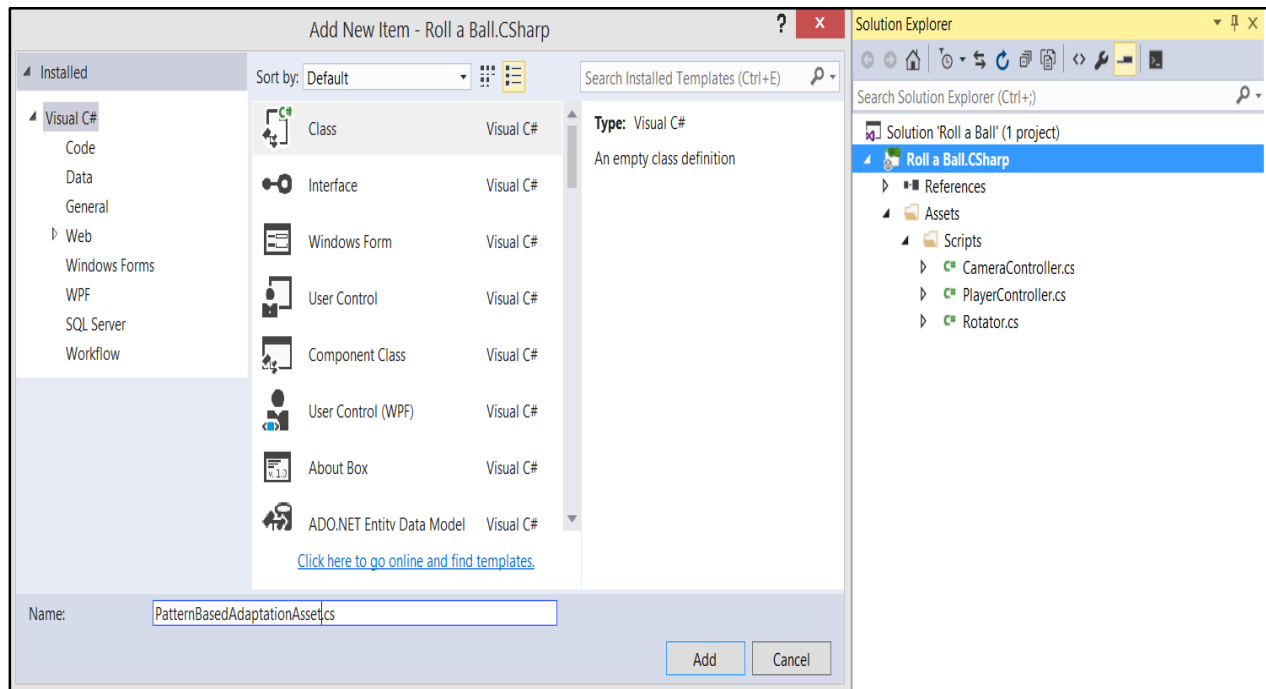 Add New Item - Roll a Ball.CSharp
? x
Installed
Visual C#
Code
Data
General
Web
Windows Forms
WPF
SQL Server
Workflow
Sort by: Default
Search Installed Templates (Ctrl+E)
C# Class Visual C#
Interface Visual C#
Windows Form Visual C#
User Control Visual C#
Component Class Visual C#
User Control (WPF) Visual C#
v. 1.0 About Box Visual C#
ADO.NET Entity Data Model Visual C#
Click here to go online and find templates.
Type: Visual C#
An empty class definition
Name: PatternBasedAdaptationAsset.cs
Add Cancel
Solution Explorer
Search Solution Explorer (Ctrl+;)
Solution 'Roll a Ball' (1 project)
Roll a Ball.CSharp
References
Assets
Scripts
C# CameraController.cs
C# PlayerController.cs
C# Rotator.cs